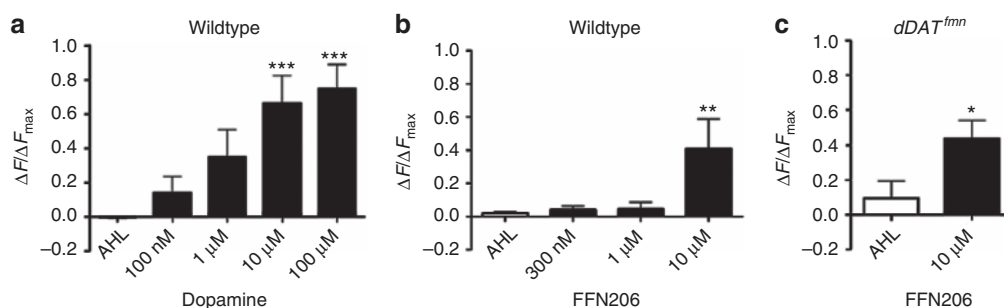 a
Wildtype
ΔF/ΔFmax
1.0
0.8
0.6
0.4
0.2
0.0
–0.2
***
***
AHL
100 nM
1 μM
10 μM
100 μM
Dopamine
b
Wildtype
ΔF/ΔFmax
1.0
0.8
0.6
0.4
0.2
0.0
–0.2
**
AHL
300 nM
1 μM
10 μM
FFN206
c
dDATfmn
ΔF/ΔFmax
1.0
0.8
0.6
0.4
0.2
0.0
–0.2
*
AHL
10 μM
FFN206